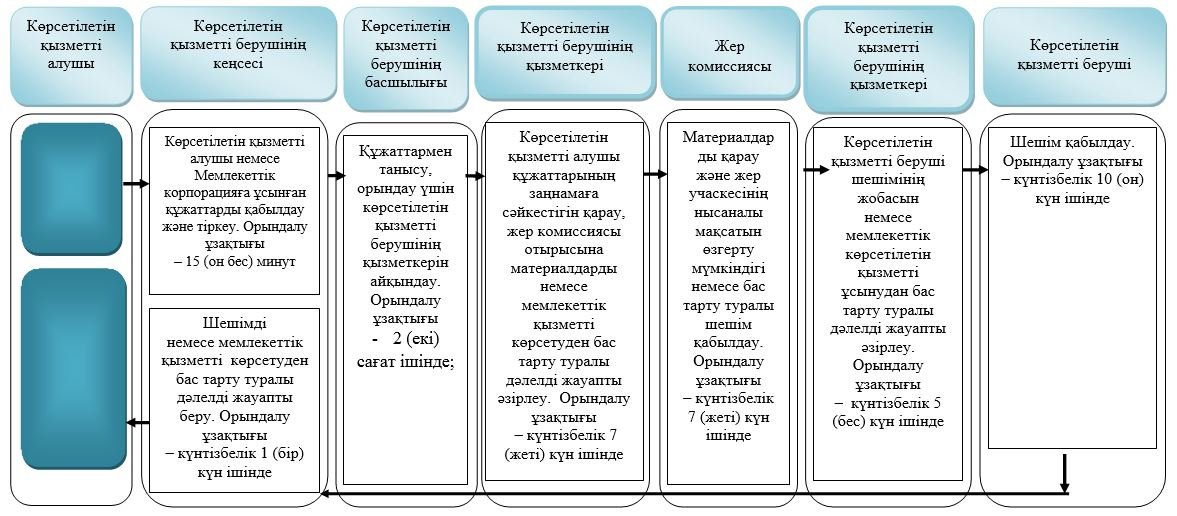 Көрсетілетін
қызметті
алушы
Көрсетілетін
қызметті берушінің
кеңсесі
Көрсетілетін
қызметті
берушінің
басшылығы
Көрсетілетін
қызметті берушінің
қызметкері
Жер
комиссиясы
Көрсетілетін
қызметті
берушінің
қызметкері
Көрсетілетін
қызметті беруші
Көрсетілетін қызметті
алушы немесе
Мемлекеттік
корпорацияға ұсынған
құжаттарды қабылдау
және тіркеу. Орындалу
ұзақтығы
– 15 (он бес) минут
Шешімді
немесе мемлекеттік
қызметті көрсетуден
бас тарту туралы
дәлелді жауапты
беру. Орындалу
ұзақтығы
– күнтізбелік 1 (бір)
күн ішінде
Құжаттармен
танысу,
орындау үшін
көрсетілетін
қызметті
берушінің
қызметкерін
айқындау.
Орындалу
ұзақтығы
- 2 (екі)
сағат ішінде;
Көрсетілетін
қызметті алушы
құжаттарының
заңнамаға
сәйкестігін қарау,
жер комиссиясы
отырысына
материалдарды
немесе
мемлекеттік
қызметті
көрсетуден бас
тарту туралы
дәлелді жауапты
әзірлеу. Орындалу
ұзақтығы
– күнтізбелік 7
(жеті) күн ішінде
Материалдар
ды қарау
және жер
учаскесінің
нысаналы
мақсатын
өзгерту
мүмкіндігі
немесе бас
тарту туралы
шешім
қабылдау.
Орындалу
ұзақтығы
– күнтізбелік
7 (жеті) күн
ішінде
Көрсетілетін
қызметті беруші
шешімінің
жобасын
немесе
мемлекеттік
көрсетілетін
қызметті
ұсынудан бас
тарту туралы
дәлелді жауапты
әзірлеу.
Орындалу
ұзақтығы
– күнтізбелік 5
(бес) күн ішінде
Шешім қабылдау.
Орындалу ұзақтығы
– күнтізбелік 10 (он)
күн ішінде